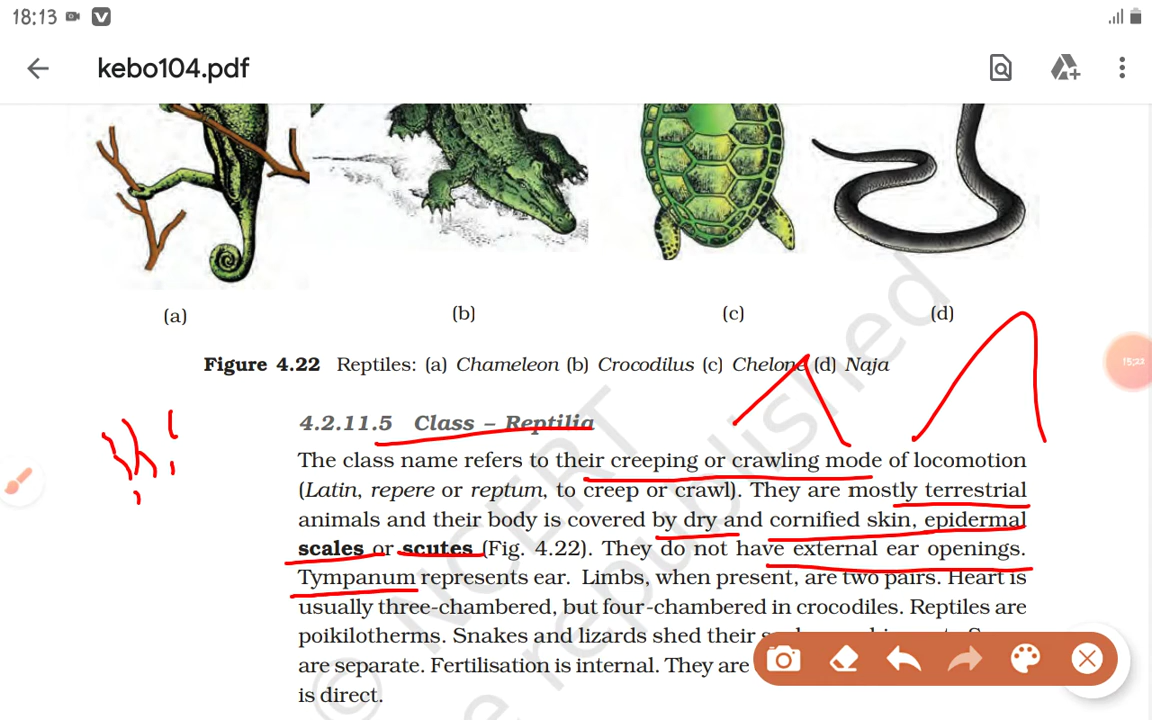 18:13
kebo104.pdf
(a) (b) (c) (d)
Figure 4.22 Reptiles: (a) Chameleon (b) Crocodilus (c) Chelone (d) Naja
15:22
4.2.11.5 Class – Reptilia
The class name refers to their creeping or crawling mode of locomotion
(Latin, repere or reptum, to creep or crawl). They are mostly terrestrial
animals and their body is covered by dry and cornified skin, epidermal
scales or scutes (Fig. 4.22). They do not have external ear openings.
Tympanum represents ear. Limbs, when present, are two pairs. Heart is
usually three-chambered, but four-chambered in crocodiles. Reptiles are
poikilotherms. Snakes and lizards shed their
are separate. Fertilisation is internal. They are
is direct.
© NCERT
be republished